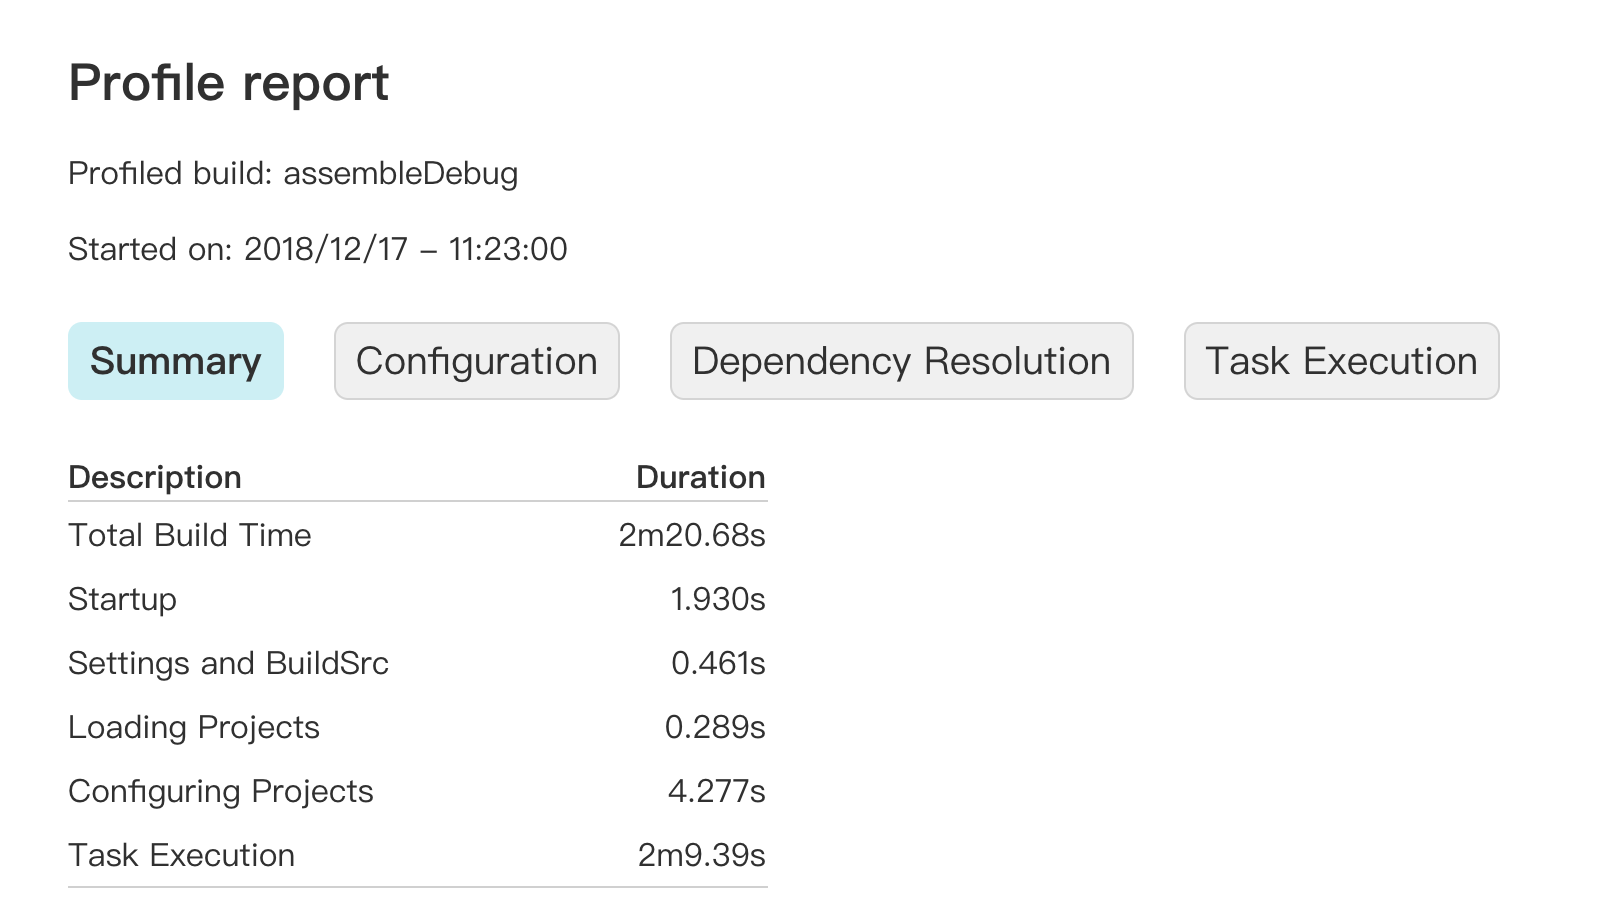 Profile report
Profiled build: assembleDebug
Started on: 2018/12/17 – 11:23:00
Summary Configuration Dependency Resolution Task Execution
Description Duration
Total Build Time 2m20.68s
Startup 1.930s
Settings and BuildSrc 0.461s
Loading Projects 0.289s
Configuring Projects 4.277s
Task Execution 2m9.39s